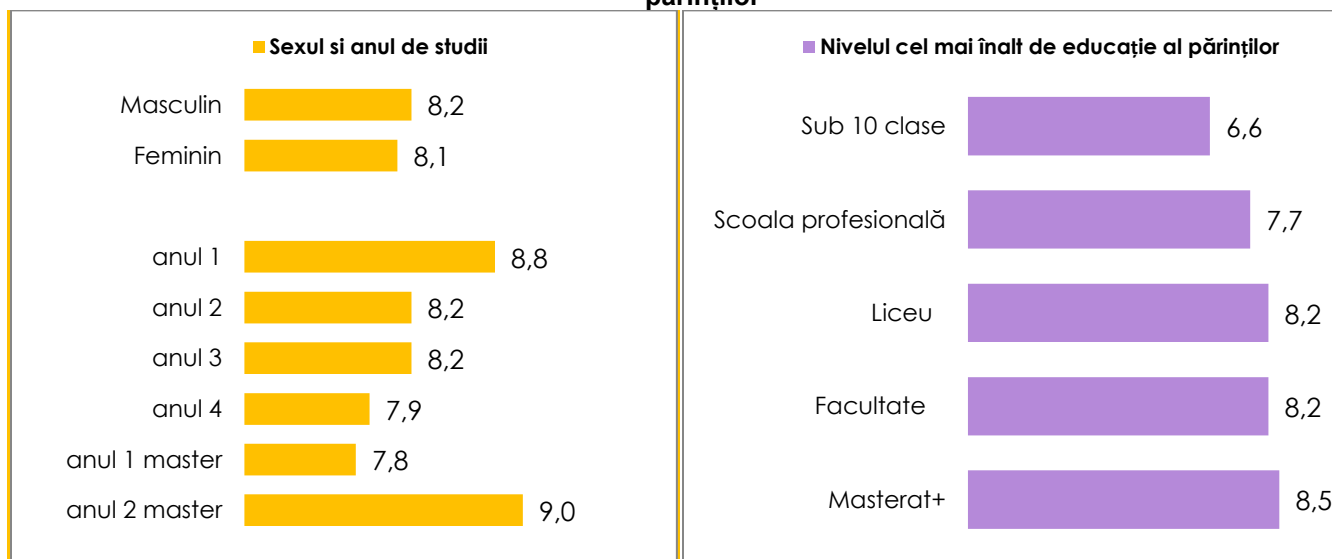 părinților
Sexul si anul de studii
Masculin 8,2
Feminin 8,1
anul 1 8,8
anul 2 8,2
anul 3 8,2
anul 4 7,9
anul 1 master 7,8
anul 2 master 9,0
Nivelul cel mai înalt de educație al părinților
Sub 10 clase 6,6
Scoala profesională 7,7
Liceu 8,2
Facultate 8,2
Masterat+ 8,5